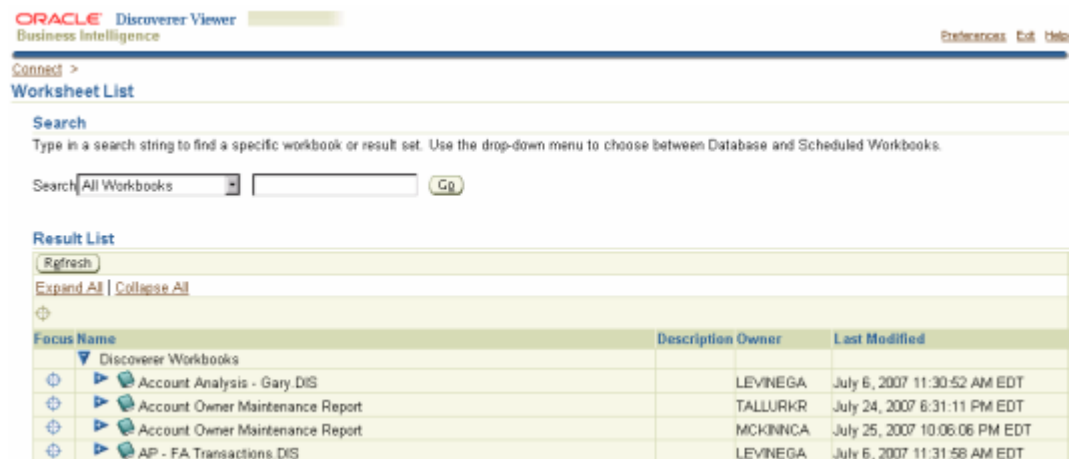 ORACLE Discoverer Viewer
Business Intelligence
Preferences Exit Help
Connect >
Worksheet List
Search
Type in a search string to find a specific workbook or result set. Use the drop-down menu to choose between Database and Scheduled Workbooks.
Search All Workbooks Go
Result List
Refresh
Expand All | Collapse All
Focus Name Description Owner Last Modified
Discoverer Workbooks
Account Analysis - Gary.DIS LEVINEGA July 6, 2007 11:30:52 AM EDT
Account Owner Maintenance Report TALLURKR July 24, 2007 6:31:11 PM EDT
Account Owner Maintenance Report MCKINNCA July 25, 2007 10:06:06 PM EDT
AP - FA Transactions.DIS LEVINEGA July 6, 2007 11:31:58 AM EDT